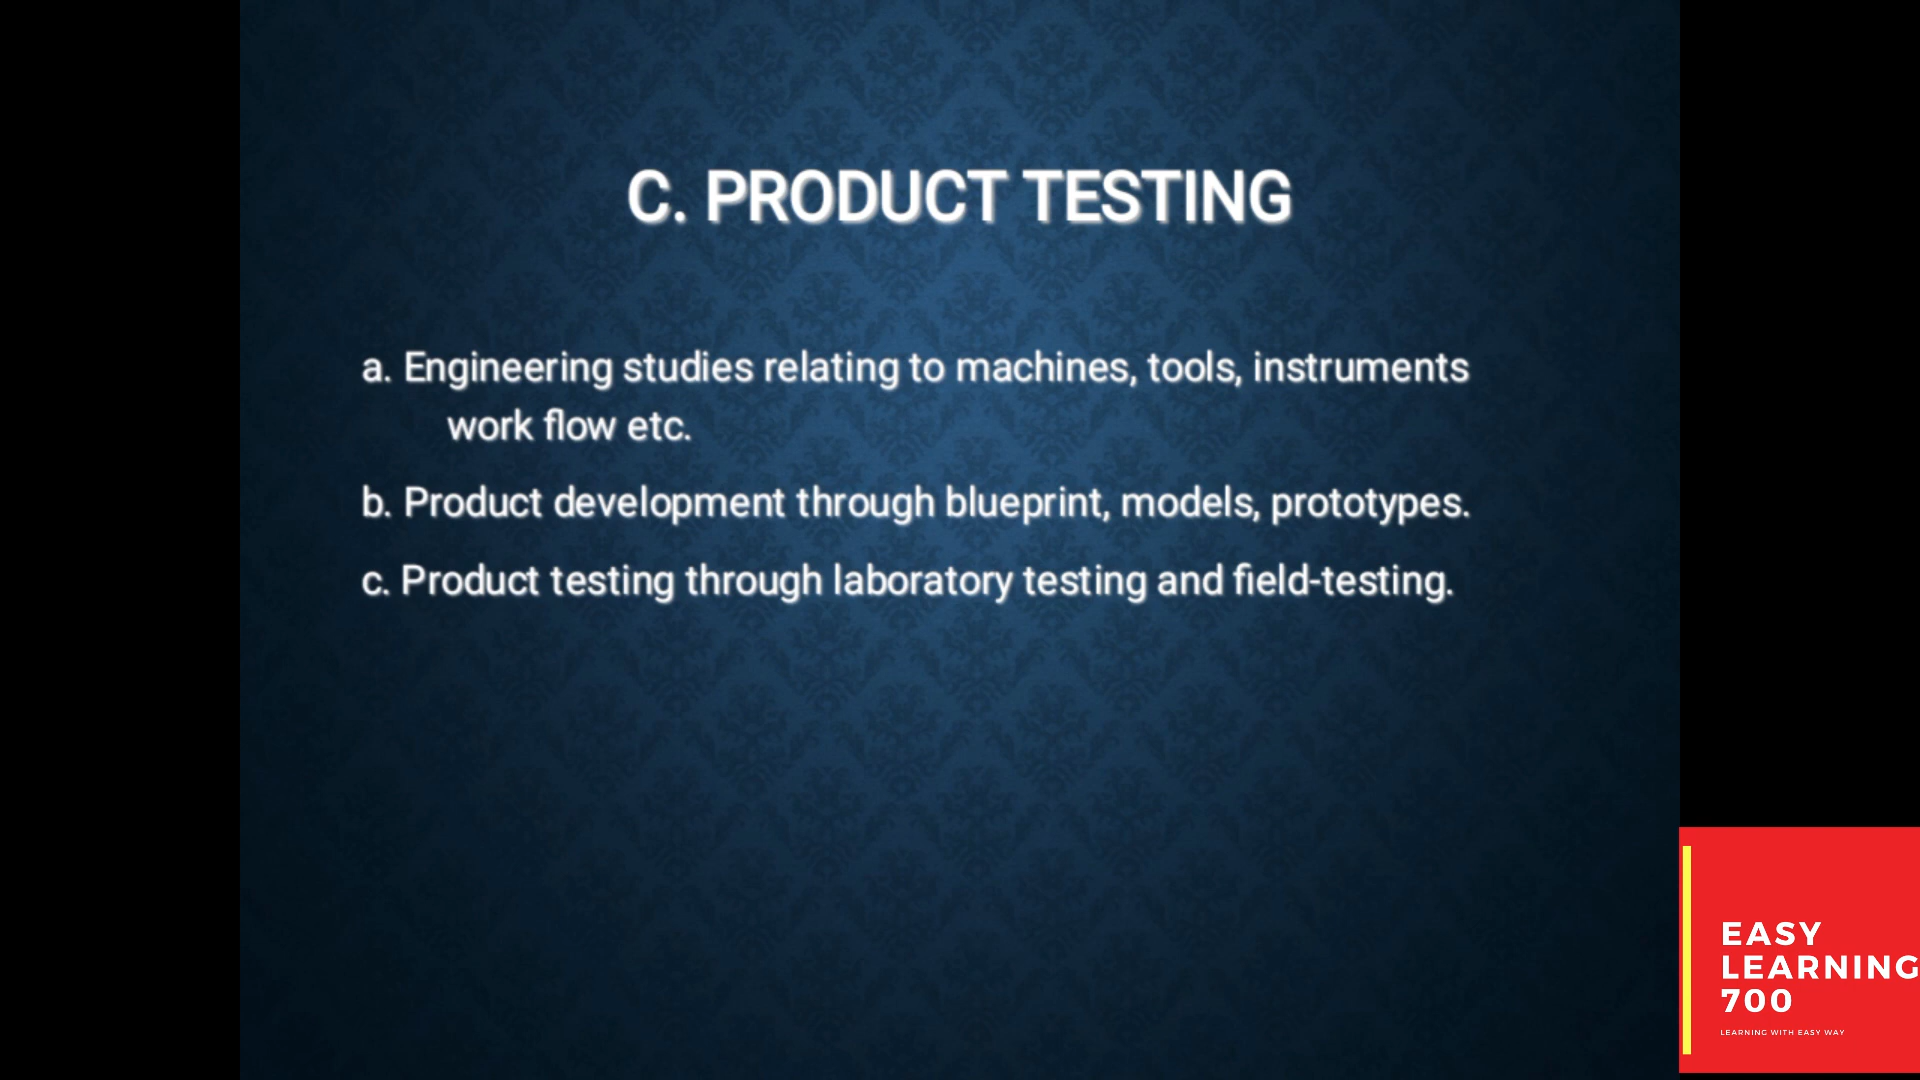 C. PRODUCT TESTING
a. Engineering studies relating to machines, tools, instruments
work flow etc.
b. Product development through blueprint, models, prototypes.
c. Product testing through laboratory testing and field-testing.
EASY
LEARNING
700
LEARNING WITH EASY WAY